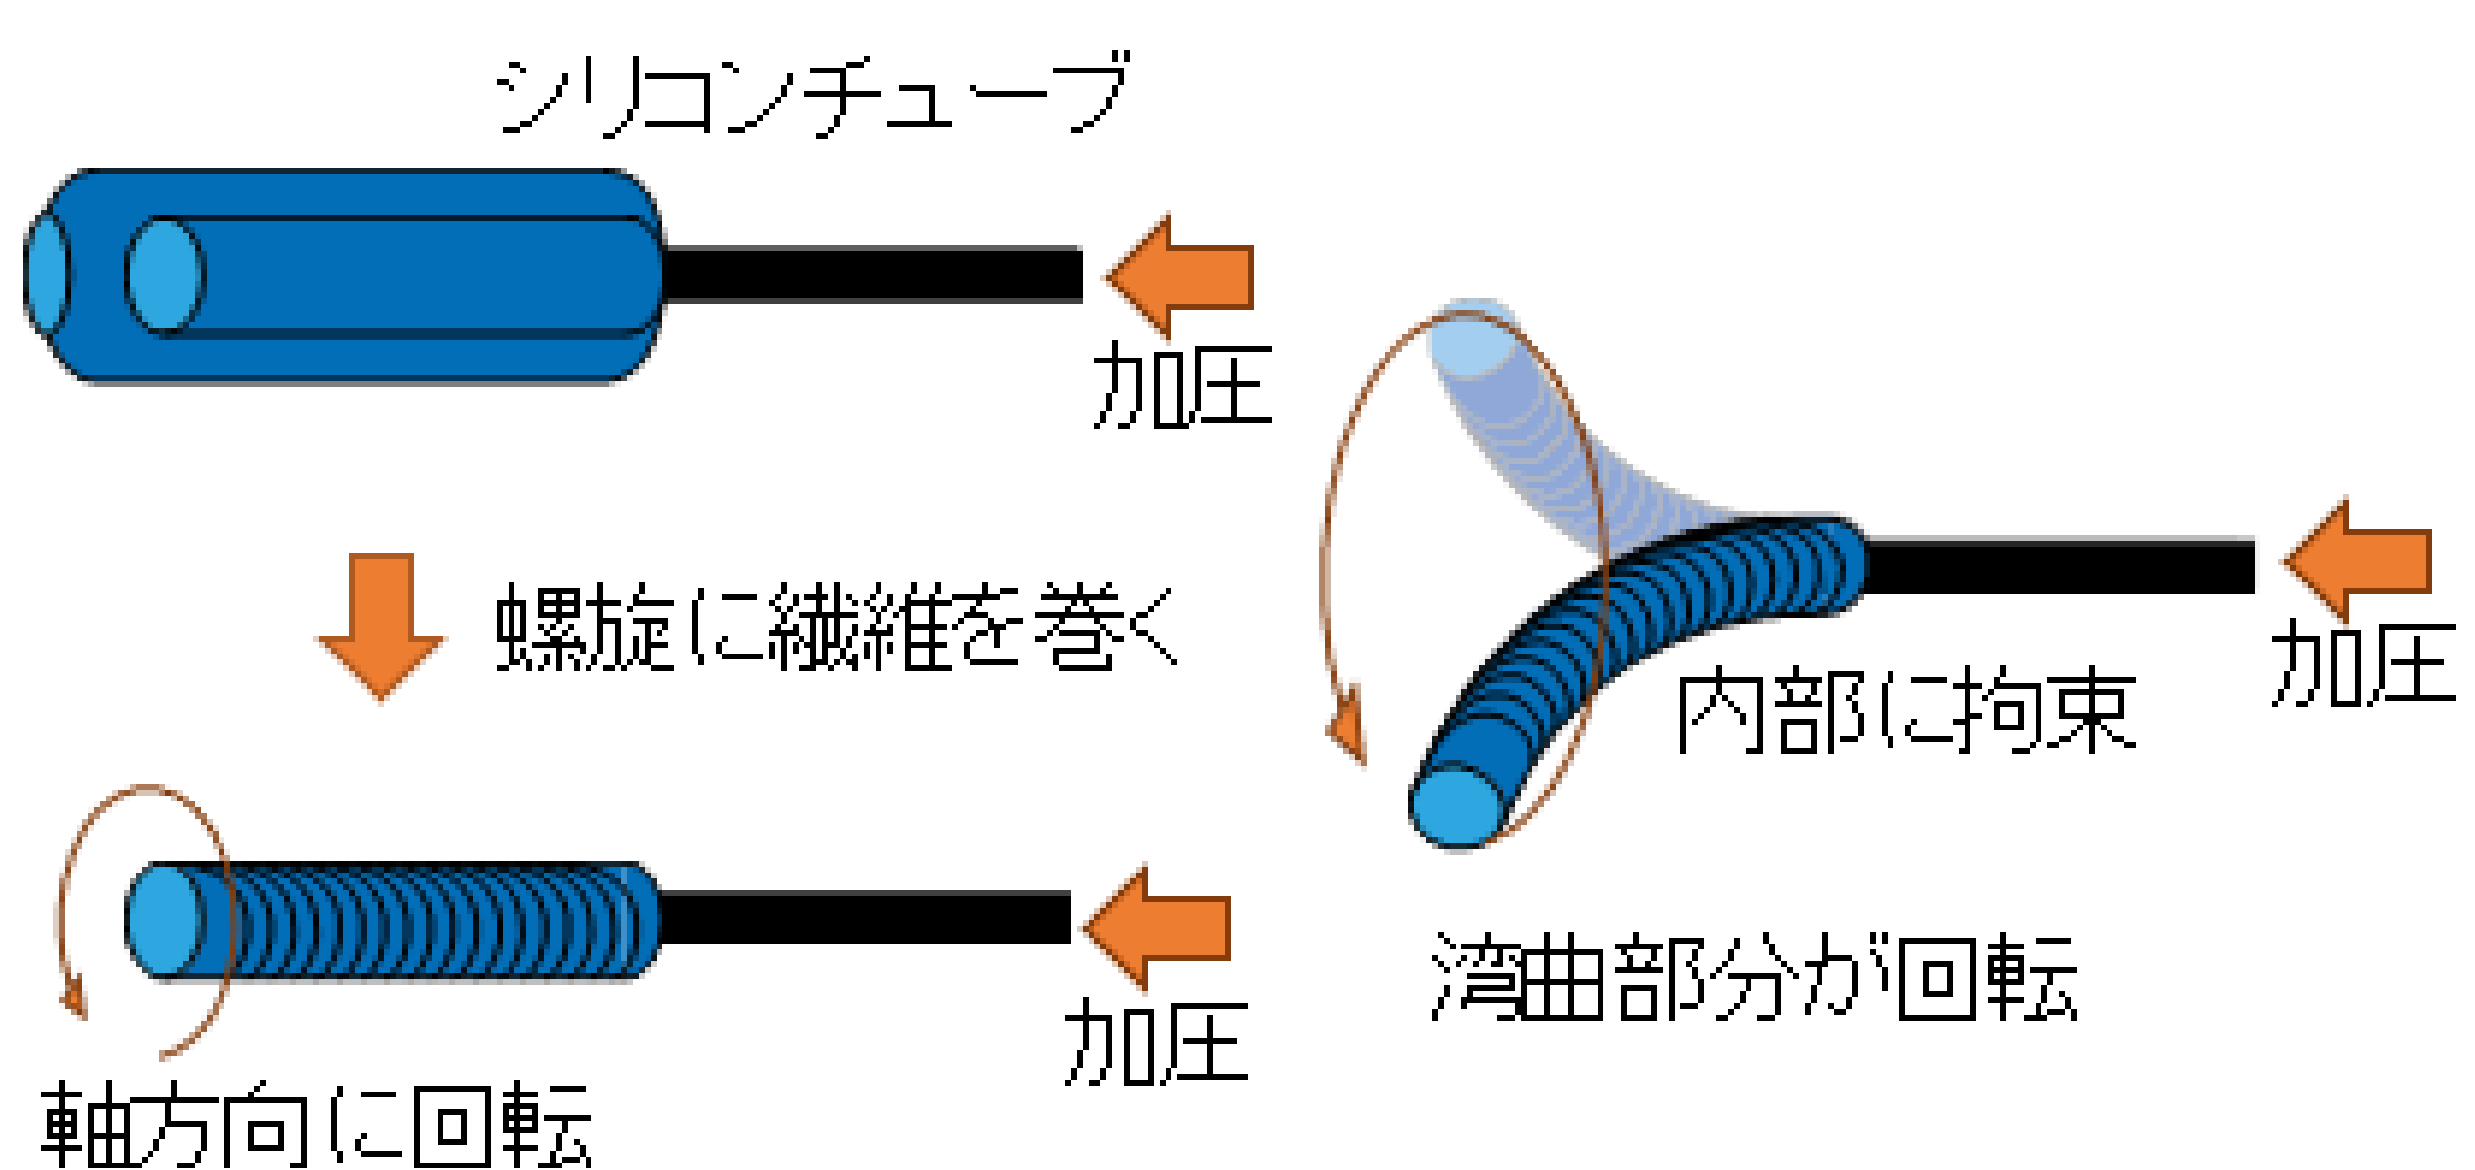 シリコンチューブ
加圧
螺旋に繊維を巻く
加圧
軸方向に回転
加圧
内部に拘束
湾曲部分が回転